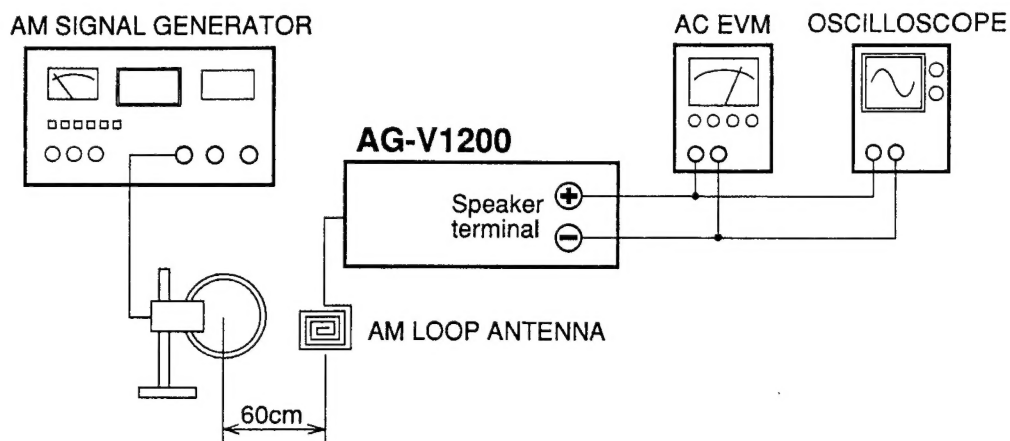 AM SIGNAL GENERATOR
AC EVM
OSCILLOSCOPE
AG-V1200
Speaker
terminal
+
−
AM LOOP ANTENNA
60cm